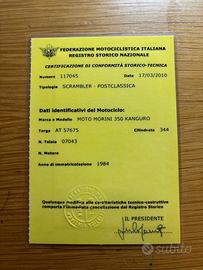 FEDERAZIONE MOTOCICLISTICA ITALIANA
REGISTRO STORICO NAZIONALE
CERTIFICAZIONE DI CONFORMITÀ STORICO-TECNICA
Numero 117045 Data 17/03/2010
Tipologia SCRAMBLER - POSTCLASSICA
Dati identificativi del Motociclo:
Marca e Modello MOTO MORINI 350 KANGURO
Targa AT 57675 Cilindrata 344
N. Telaio 07043
N. Motore
Anno di immatricolazione 1984
Qualunque modifica alle caratteristiche tecnico-costruttive
comporta l'immediata cancellazione dal Registro Storico
IL PRESIDENTE
subito